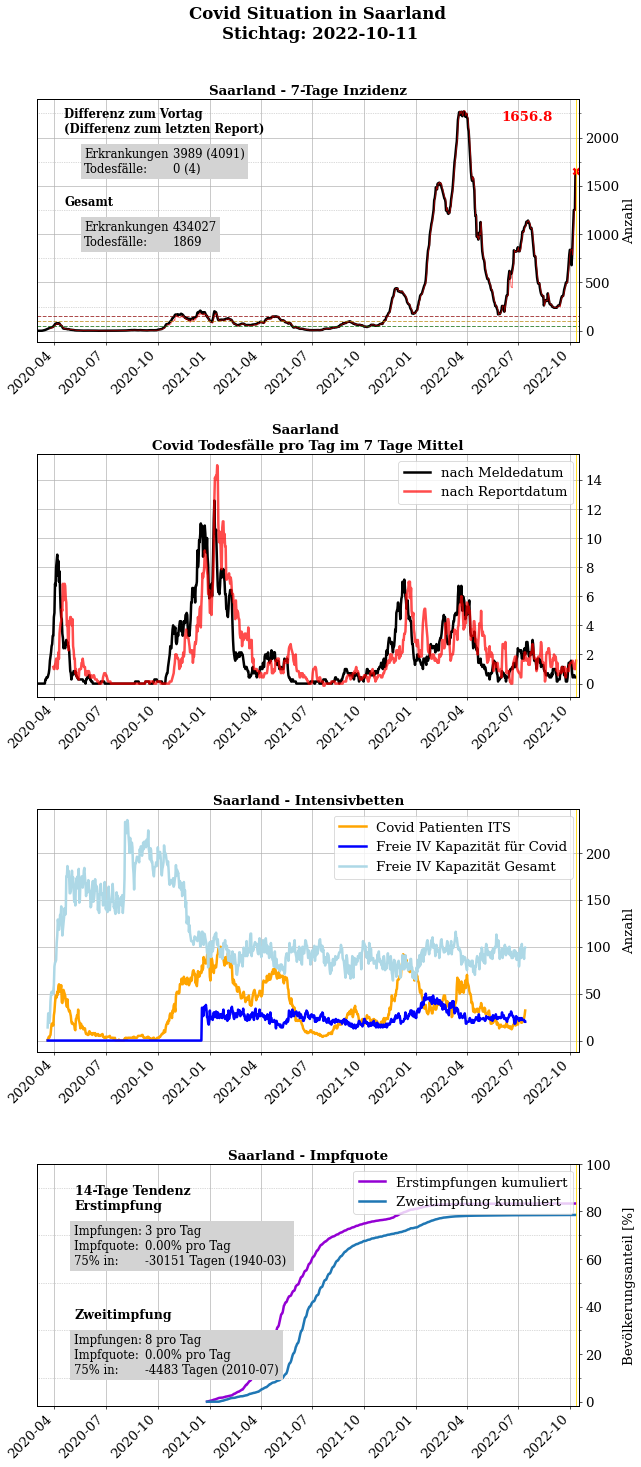 Covid Situation in Saarland
Stichtag: 2022-10-11
Saarland - 7-Tage Inzidenz
Differenz zum Vortag
(Differenz zum letzten Report)
Erkrankungen 3989 (4091)
Todesfälle: 0 (4)
Gesamt
Erkrankungen 434027
Todesfälle: 1869
1656.8
2000
1500
1000
500
0
Anzahl
2020-04 2020-07 2020-10 2021-01 2021-04 2021-07 2021-10 2022-01 2022-04 2022-07 2022-10
Saarland
Covid Todesfälle pro Tag im 7 Tage Mittel
nach Meldedatum
nach Reportdatum
14
12
10
8
6
4
2
0
2020-04 2020-07 2020-10 2021-01 2021-04 2021-07 2021-10 2022-01 2022-04 2022-07 2022-10
Saarland - Intensivbetten
Covid Patienten ITS
Freie IV Kapazität für Covid
Freie IV Kapazität Gesamt
200
150
100
50
0
Anzahl
2020-04 2020-07 2020-10 2021-01 2021-04 2021-07 2021-10 2022-01 2022-04 2022-07 2022-10
Saarland - Impfquote
14-Tage Tendenz
Erstimpfung
Impfungen: 3 pro Tag
Impfquote: 0.00% pro Tag
75% in: -30151 Tagen (1940-03)
Zweitimpfung
Impfungen: 8 pro Tag
Impfquote: 0.00% pro Tag
75% in: -4483 Tagen (2010-07)
Erstimpfungen kumuliert
Zweitimpfung kumuliert
100
80
60
40
20
0
Bevölkerungsanteil [%]
2020-04 2020-07 2020-10 2021-01 2021-04 2021-07 2021-10 2022-01 2022-04 2022-07 2022-10